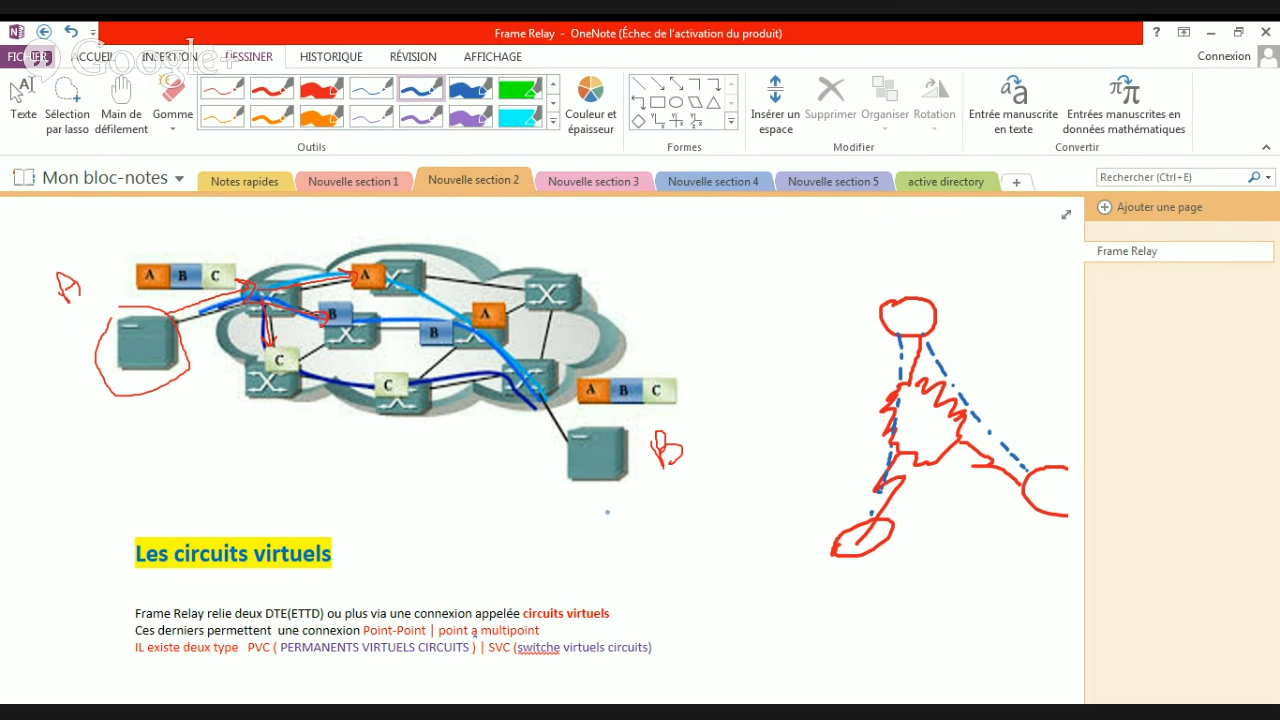 Frame Relay - OneNote (Échec de l'activation du produit)
?
Google+
FICHIER ACCUEIL INSERTION DESSINER HISTORIQUE RÉVISION AFFICHAGE
Connexion
Texte
Sélection par lasso
Main de défilement
Gomme
Couleur et épaisseur
Insérer un espace
Supprimer
Organiser
Rotation
Entrée manuscrite en texte
Entrées manuscrites en données mathématiques
Outils
Formes
Modifier
Convertir
Mon bloc-notes
Notes rapides
Nouvelle section 1
Nouvelle section 2
Nouvelle section 3
Nouvelle section 4
Nouvelle section 5
active directory
Rechercher (Ctrl+E)
Ajouter une page
Frame Relay
A
A B C
A
B
A
B
C
C
A B C
B
Les circuits virtuels
Frame Relay relie deux DTE(ETTD) ou plus via une connexion appelée circuits virtuels
Ces derniers permettent une connexion Point-Point | point a multipoint
IL existe deux type PVC ( PERMANENTS VIRTUELS CIRCUITS ) | SVC (switche virtuels circuits)